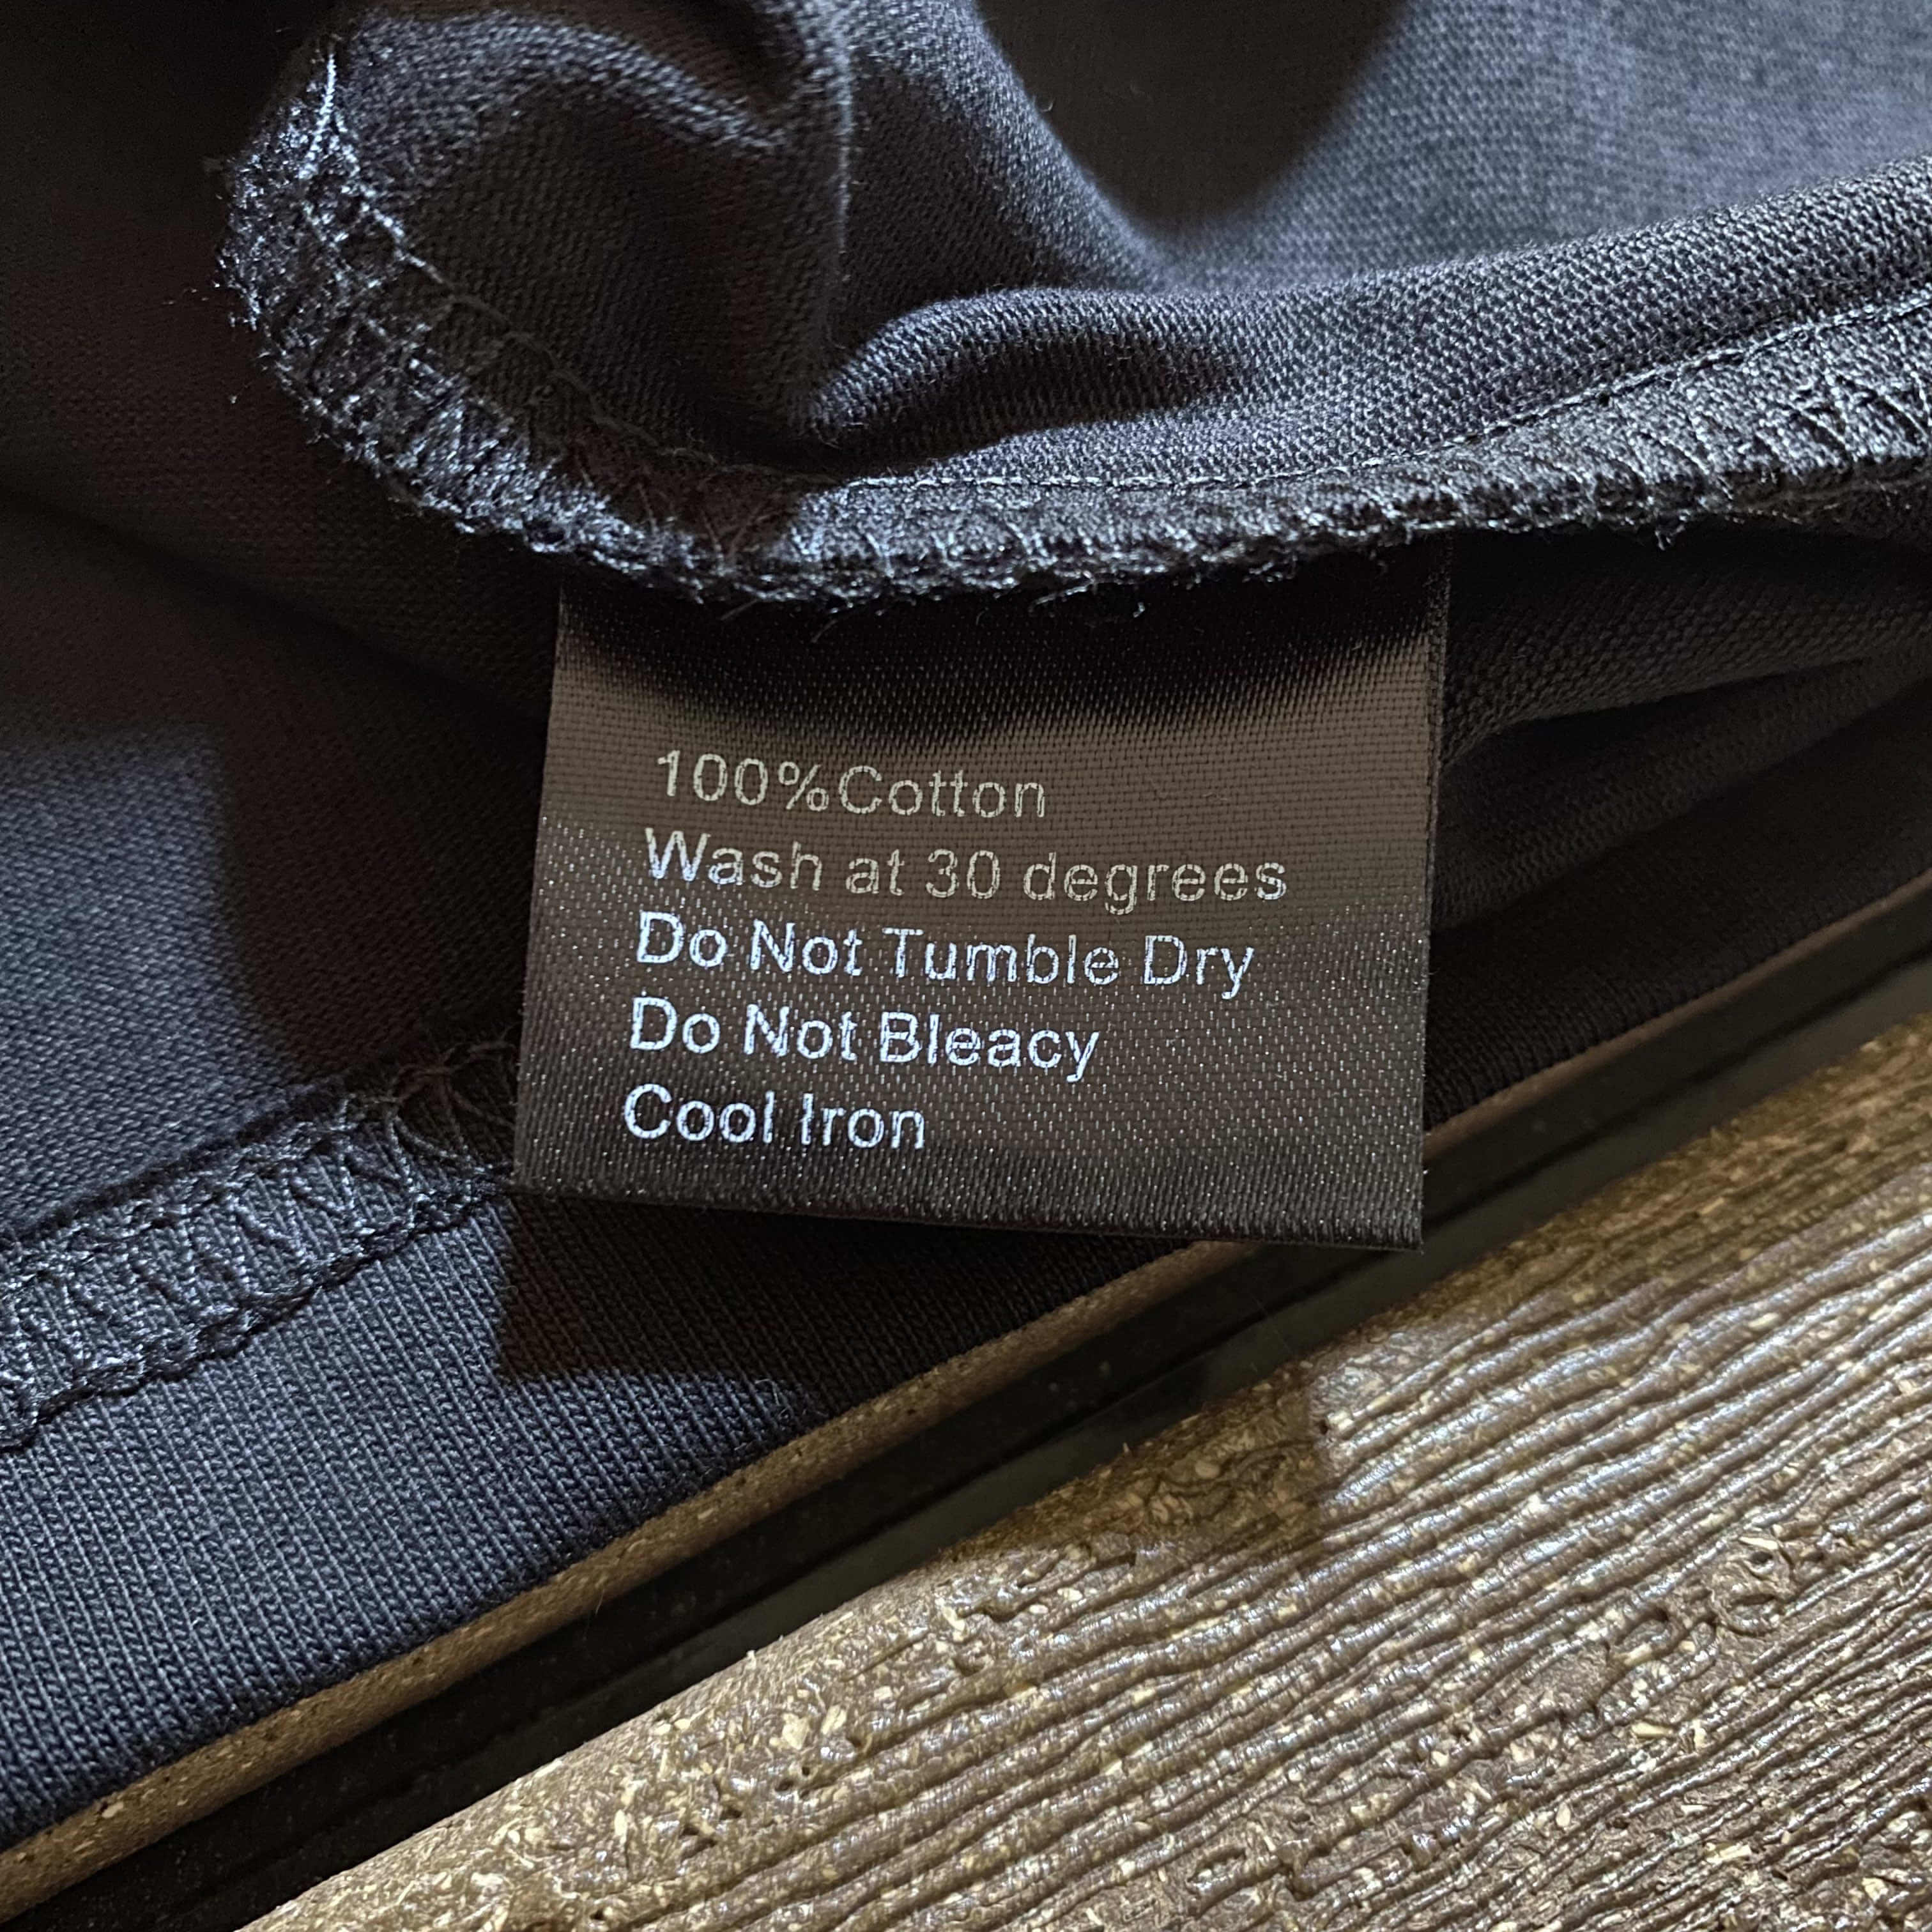 100%Cotton
Wash at 30 degrees
Do Not Tumble Dry
Do Not Bleacy
Cool Iron